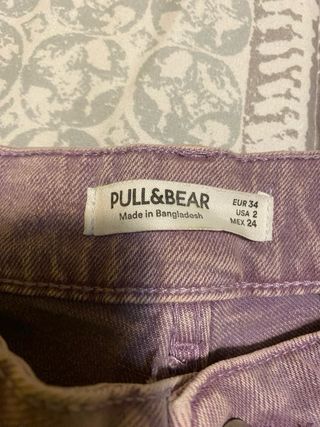 PULL&BEAR
Made in Bangladesh
EUR 34
USA 2
MEX 24